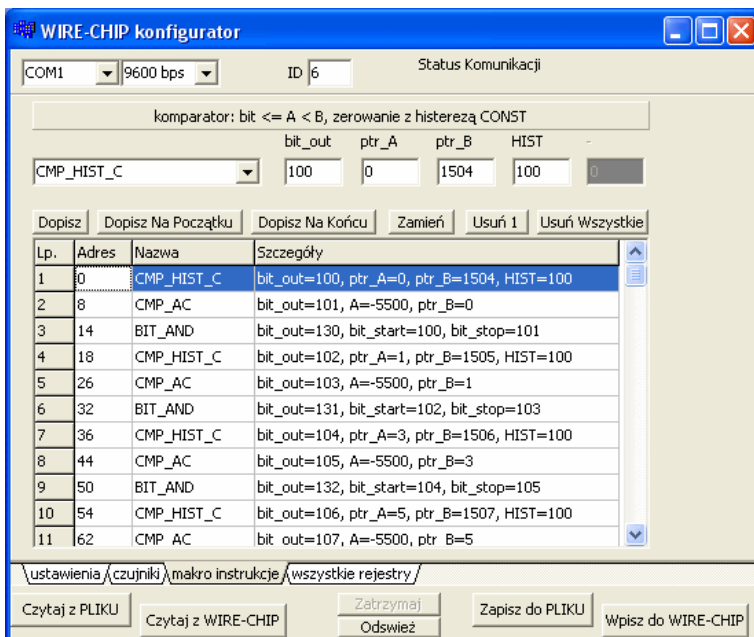 WIRE-CHIP konfigurator
COM1 9600 bps ID 6 Status Komunikacji
komparator: bit <= A < B, zerowanie z histerezą CONST
bit_out ptr_A ptr_B HIST -
CMP_HIST_C 100 0 1504 100 0
Dopisz Dopisz Na Początku Dopisz Na Końcu Zamień Usuń 1 Usuń Wszystkie
Lp. Adres Nazwa Szczegóły
1 0 CMP_HIST_C bit_out=100, ptr_A=0, ptr_B=1504, HIST=100
2 8 CMP_AC bit_out=101, A=-5500, ptr_B=0
3 14 BIT_AND bit_out=130, bit_start=100, bit_stop=101
4 18 CMP_HIST_C bit_out=102, ptr_A=1, ptr_B=1505, HIST=100
5 26 CMP_AC bit_out=103, A=-5500, ptr_B=1
6 32 BIT_AND bit_out=131, bit_start=102, bit_stop=103
7 36 CMP_HIST_C bit_out=104, ptr_A=3, ptr_B=1506, HIST=100
8 44 CMP_AC bit_out=105, A=-5500, ptr_B=3
9 50 BIT_AND bit_out=132, bit_start=104, bit_stop=105
10 54 CMP_HIST_C bit_out=106, ptr_A=5, ptr_B=1507, HIST=100
11 62 CMP_AC bit_out=107, A=-5500, ptr_B=5
ustawienia czujniki makro instrukcje wszystkie rejestry
Czytaj z PLIKU Czytaj z WIRE-CHIP Zatrzymaj Zapisz do PLIKU Wpisz do WIRE-CHIP
Odswież